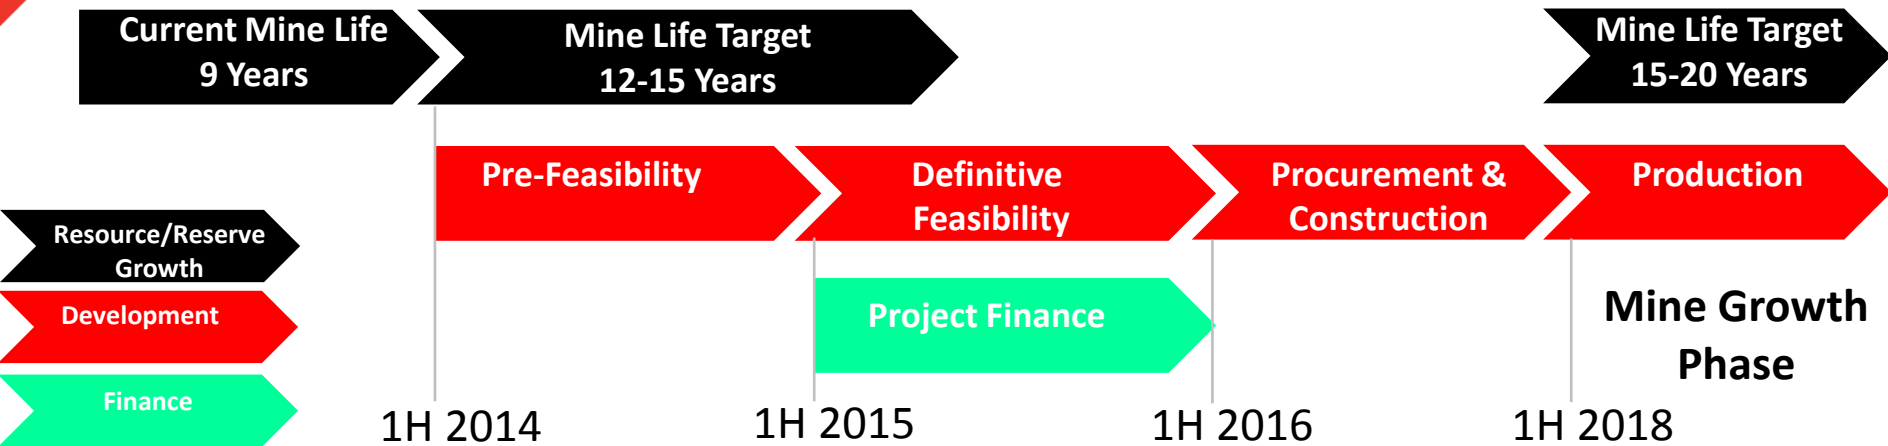 Current Mine Life
9 Years
Mine Life Target
12-15 Years
Mine Life Target
15-20 Years
Pre-Feasibility
Definitive
Feasibility
Procurement &
Construction
Production
Resource/Reserve
Growth
Development
Finance
Project Finance
Mine Growth
Phase
1H 2014
1H 2015
1H 2016
1H 2018